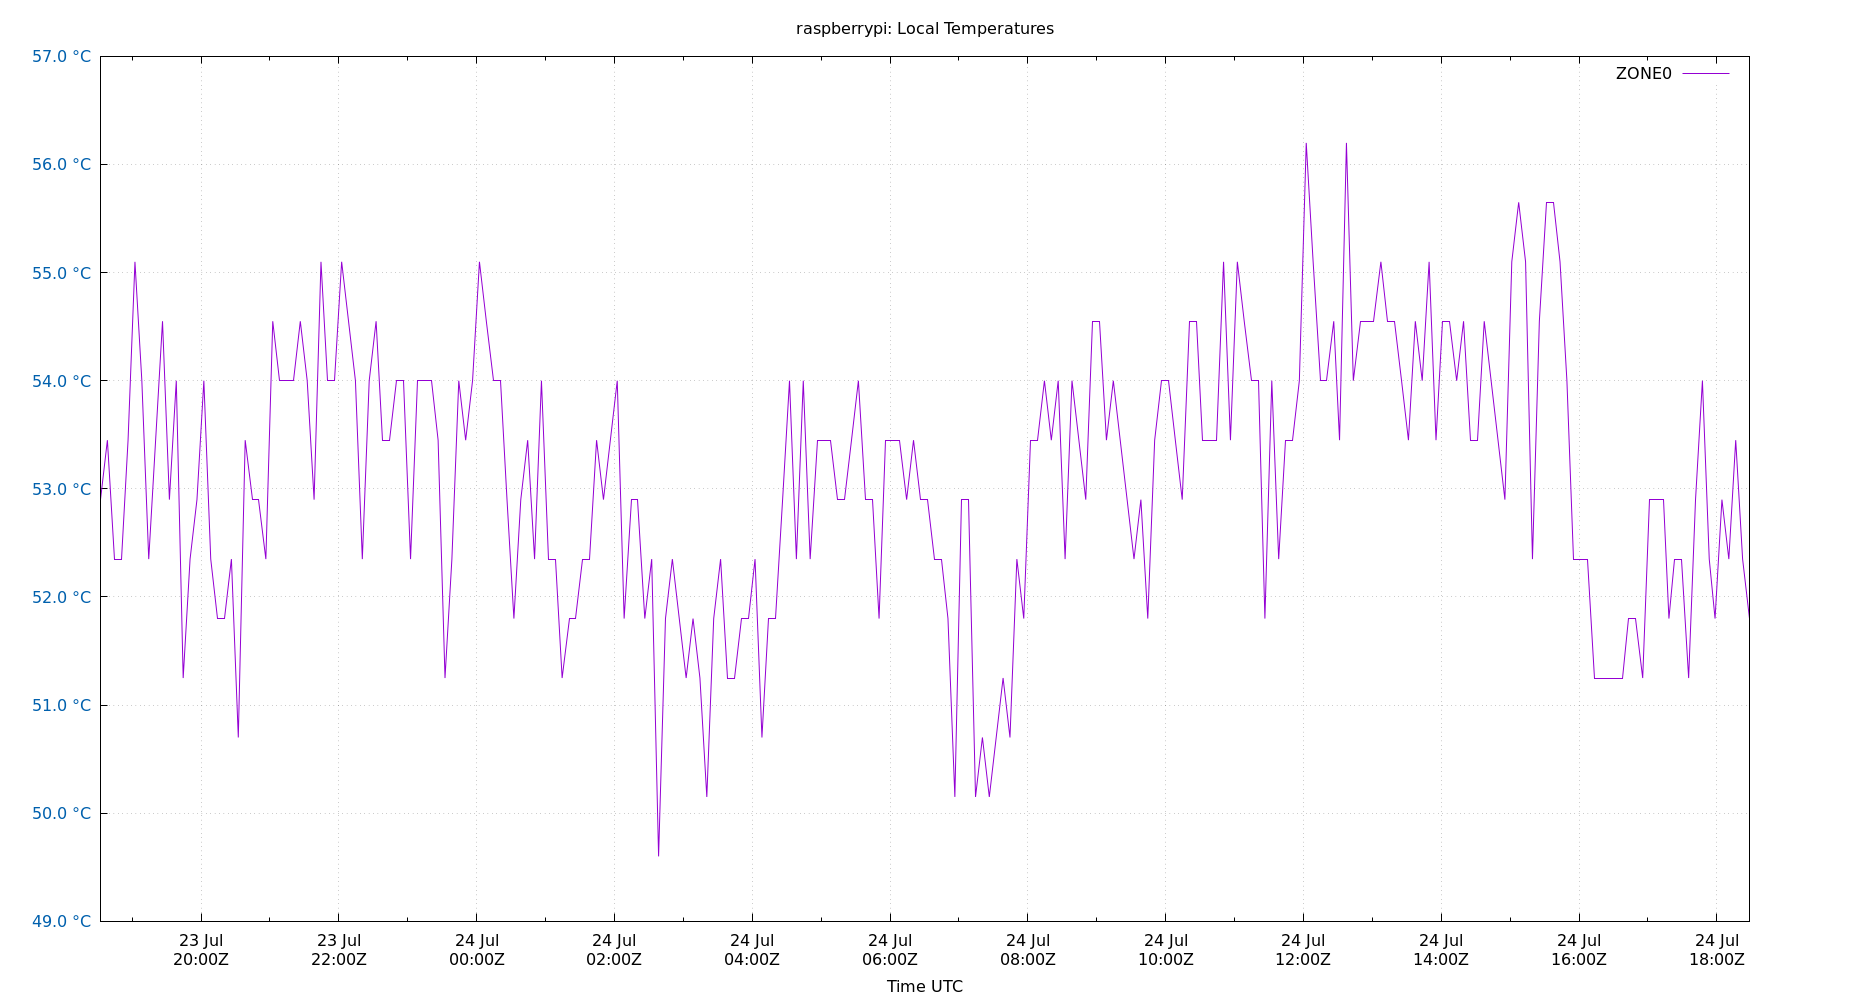 raspberrypi: Local Temperatures
57.0 °C
ZONE0
56.0 °C
55.0 °C
54.0 °C
53.0 °C
52.0 °C
51.0 °C
50.0 °C
49.0 °C
23 Jul 23 Jul 24 Jul 24 Jul 24 Jul 24 Jul 24 Jul 24 Jul 24 Jul 24 Jul 24 Jul 24 Jul
20:00Z 22:00Z 00:00Z 02:00Z 04:00Z 06:00Z 08:00Z 10:00Z 12:00Z 14:00Z 16:00Z 18:00Z
Time UTC